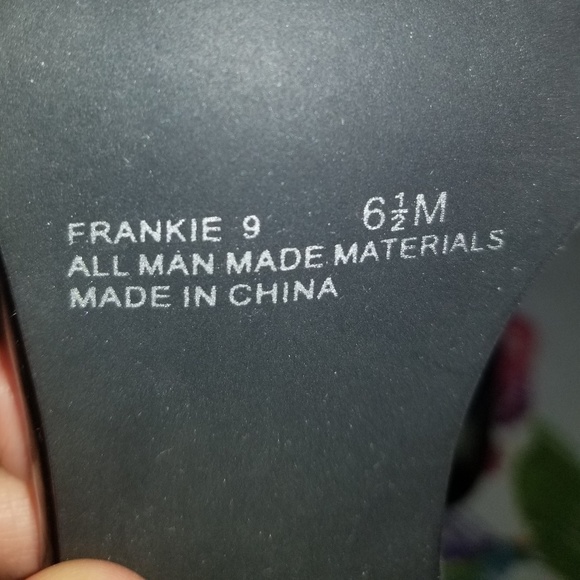 FRANKIE 9 6½M
ALL MAN MADE MATERIALS
MADE IN CHINA